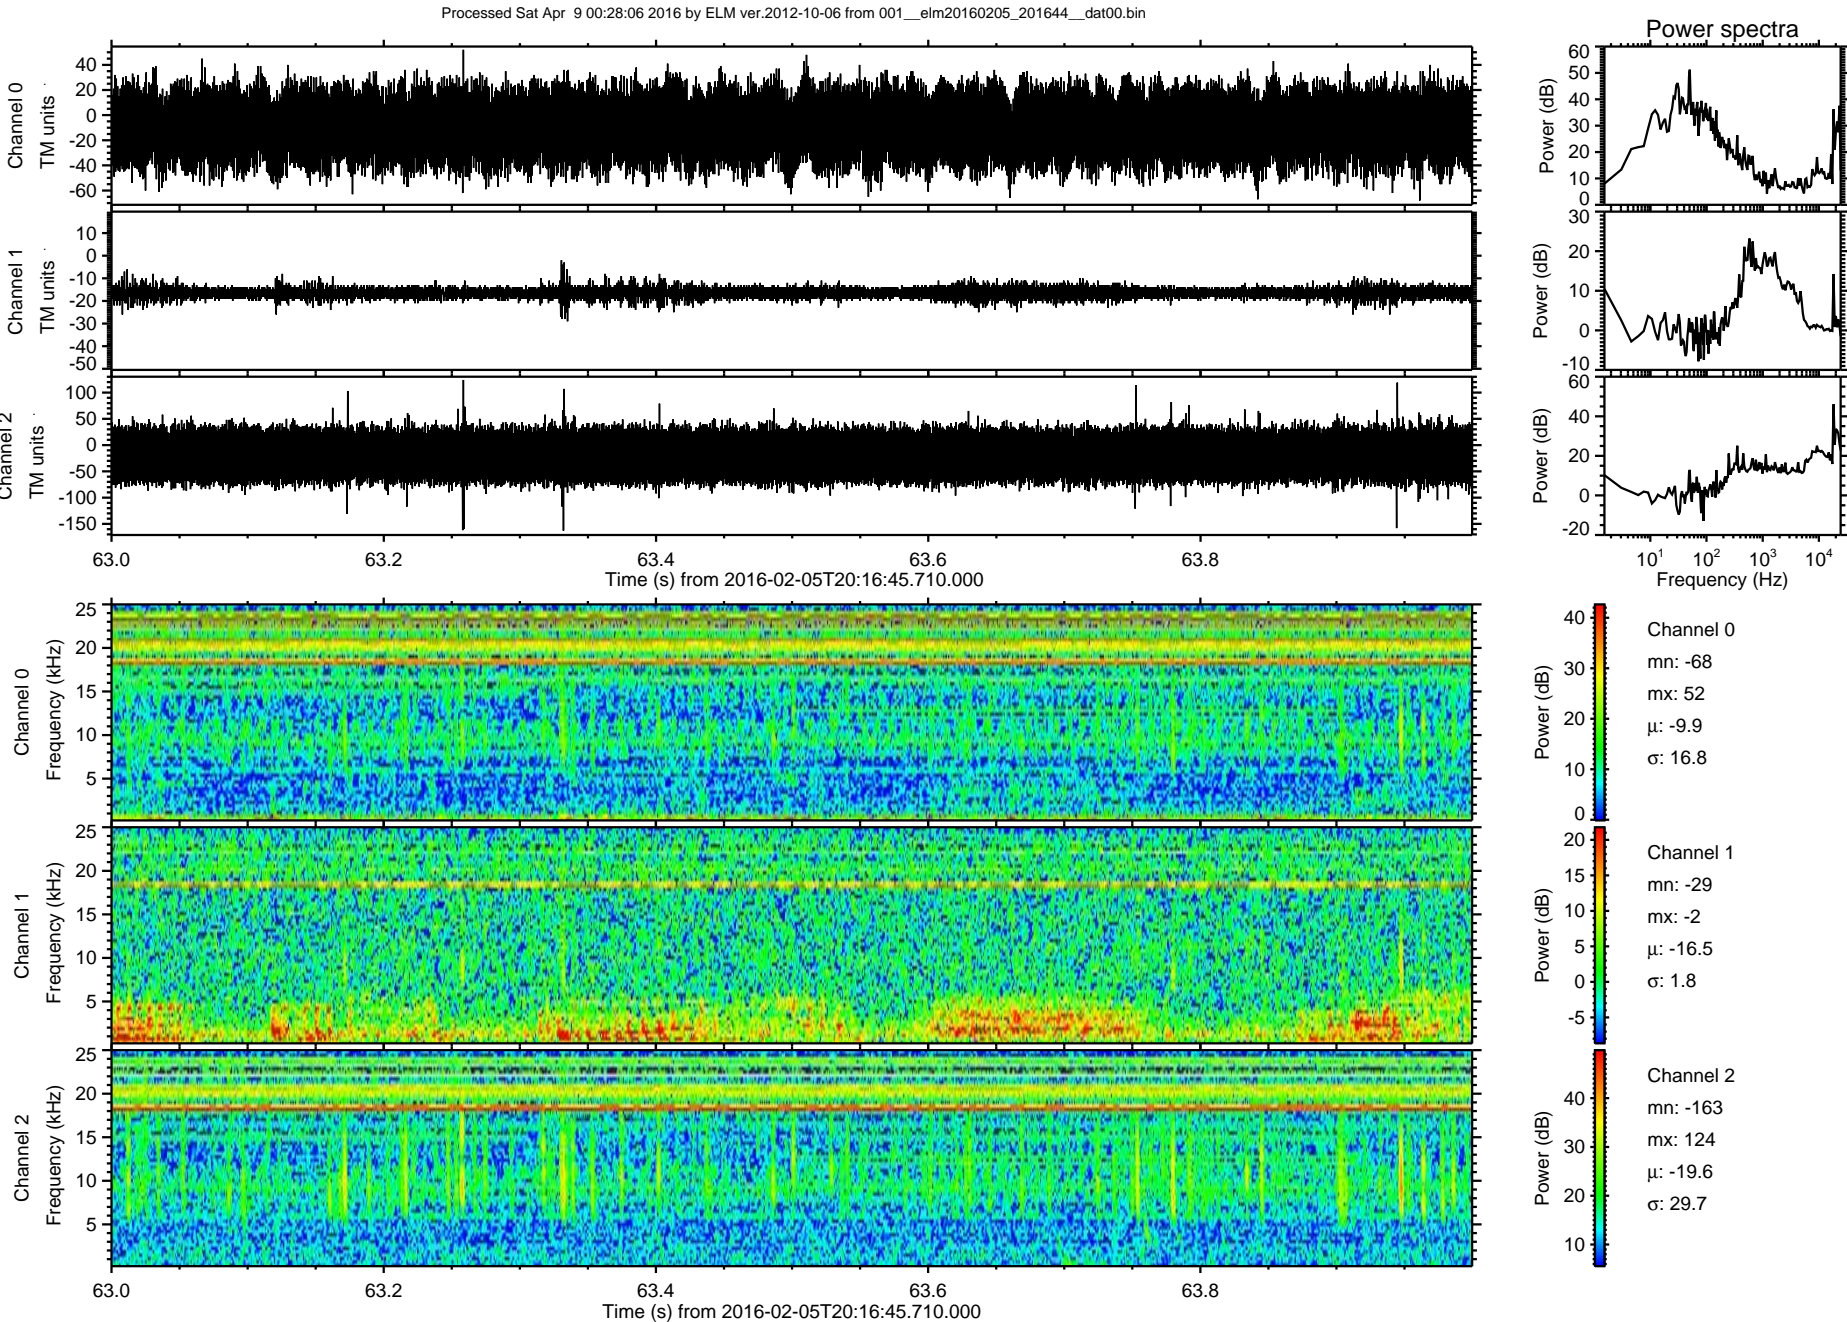 Processed Sat Apr 9 00:28:06 2016 by ELM ver.2012-10-06 from 001__elm20160205_201644__dat00.bin
Power spectra
Channel 0
TM units
40
20
0
-20
-40
-60
Power (dB)
60
50
40
30
20
10
0
Channel 1
TM units
10
0
-10
-20
-30
-40
-50
Power (dB)
30
20
10
0
-10
Channel 2
TM units
100
50
0
-50
-100
-150
Power (dB)
60
40
20
0
-20
63.0 63.2 63.4 63.6 63.8
Time (s) from 2016-02-05T20:16:45.710.000
10^1 10^2 10^3 10^4
Frequency (Hz)
Channel 0
Frequency (kHz)
25
20
15
10
5
Power (dB)
40
30
20
10
0
Channel 0
mn: -68
mx: 52
μ: -9.9
σ: 16.8
Channel 1
Frequency (kHz)
25
20
15
10
5
Power (dB)
20
15
10
5
0
-5
Channel 1
mn: -29
mx: -2
μ: -16.5
σ: 1.8
Channel 2
Frequency (kHz)
25
20
15
10
5
Power (dB)
40
30
20
10
Channel 2
mn: -163
mx: 124
μ: -19.6
σ: 29.7
63.0 63.2 63.4 63.6 63.8
Time (s) from 2016-02-05T20:16:45.710.000